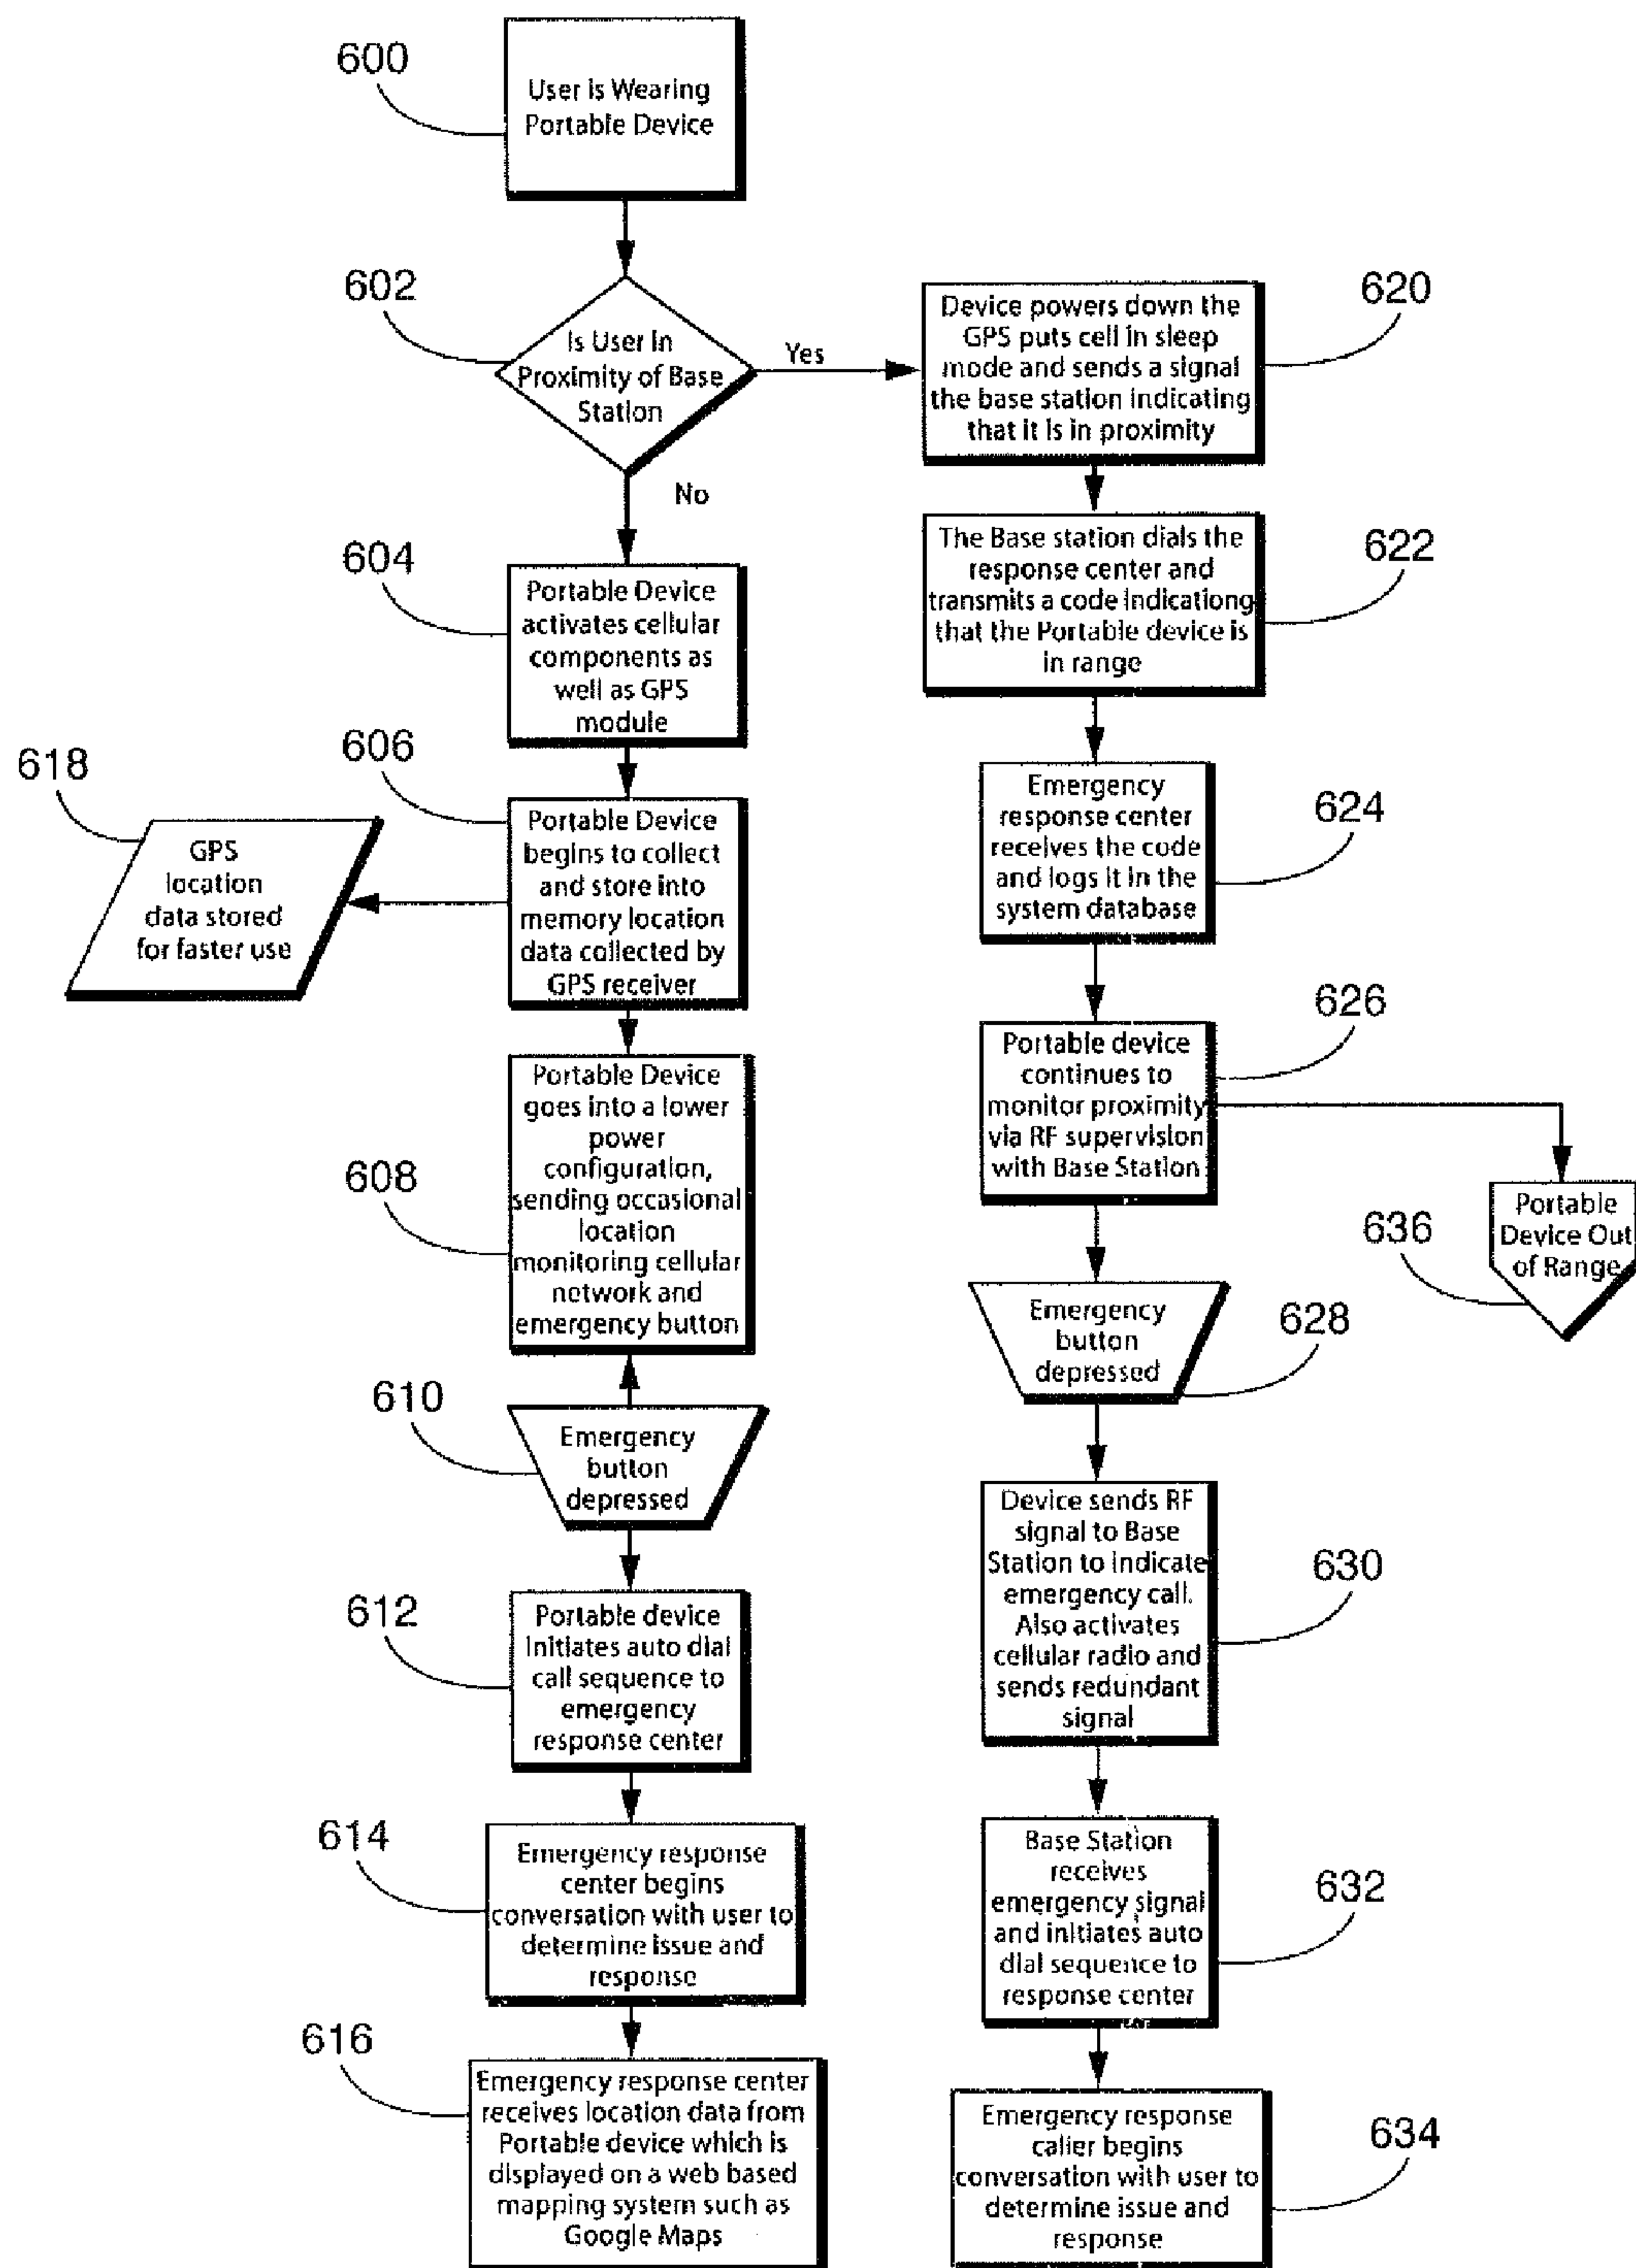 600
User is Wearing
Portable Device
602
Is User in
Proximity of Base
Station
Yes
No
620
Device powers down the
GPS puts cell in sleep
mode and sends a signal
the base station indicating
that it is in proximity
622
The Base station dials the
response center and
transmits a code indicationg
that the Portable device is
in range
604
Portable Device
activates cellular
components as
well as GPS
module
606
Portable Device
begins to collect
and store into
memory location
data collected by
GPS receiver
618
GPS
location
data stored
for faster use
624
Emergency
response center
receives the code
and logs it in the
system database
626
Portable device
continues to
monitor proximity
via RF supervision
with Base Station
636
Portable
Device Out
of Range
608
Portable Device
goes into a lower
power
configuration,
sending occasional
location
monitoring cellular
network and
emergency button
610
Emergency
button
depressed
628
Emergency
button
depressed
612
Portable device
initiates auto dial
call sequence to
emergency
response center
630
Device sends RF
signal to Base
Station to indicate
emergency call.
Also activates
cellular radio and
sends redundant
signal
614
Emergency response
center begins
conversation with user to
determine issue and
response
632
Base Station
receives
emergency signal
and initiates auto
dial sequence to
response center
616
Emergency response center
receives location data from
Portable device which is
displayed on a web based
mapping system such as
Google Maps
634
Emergency response
caller begins
conversation with user to
determine issue and
response